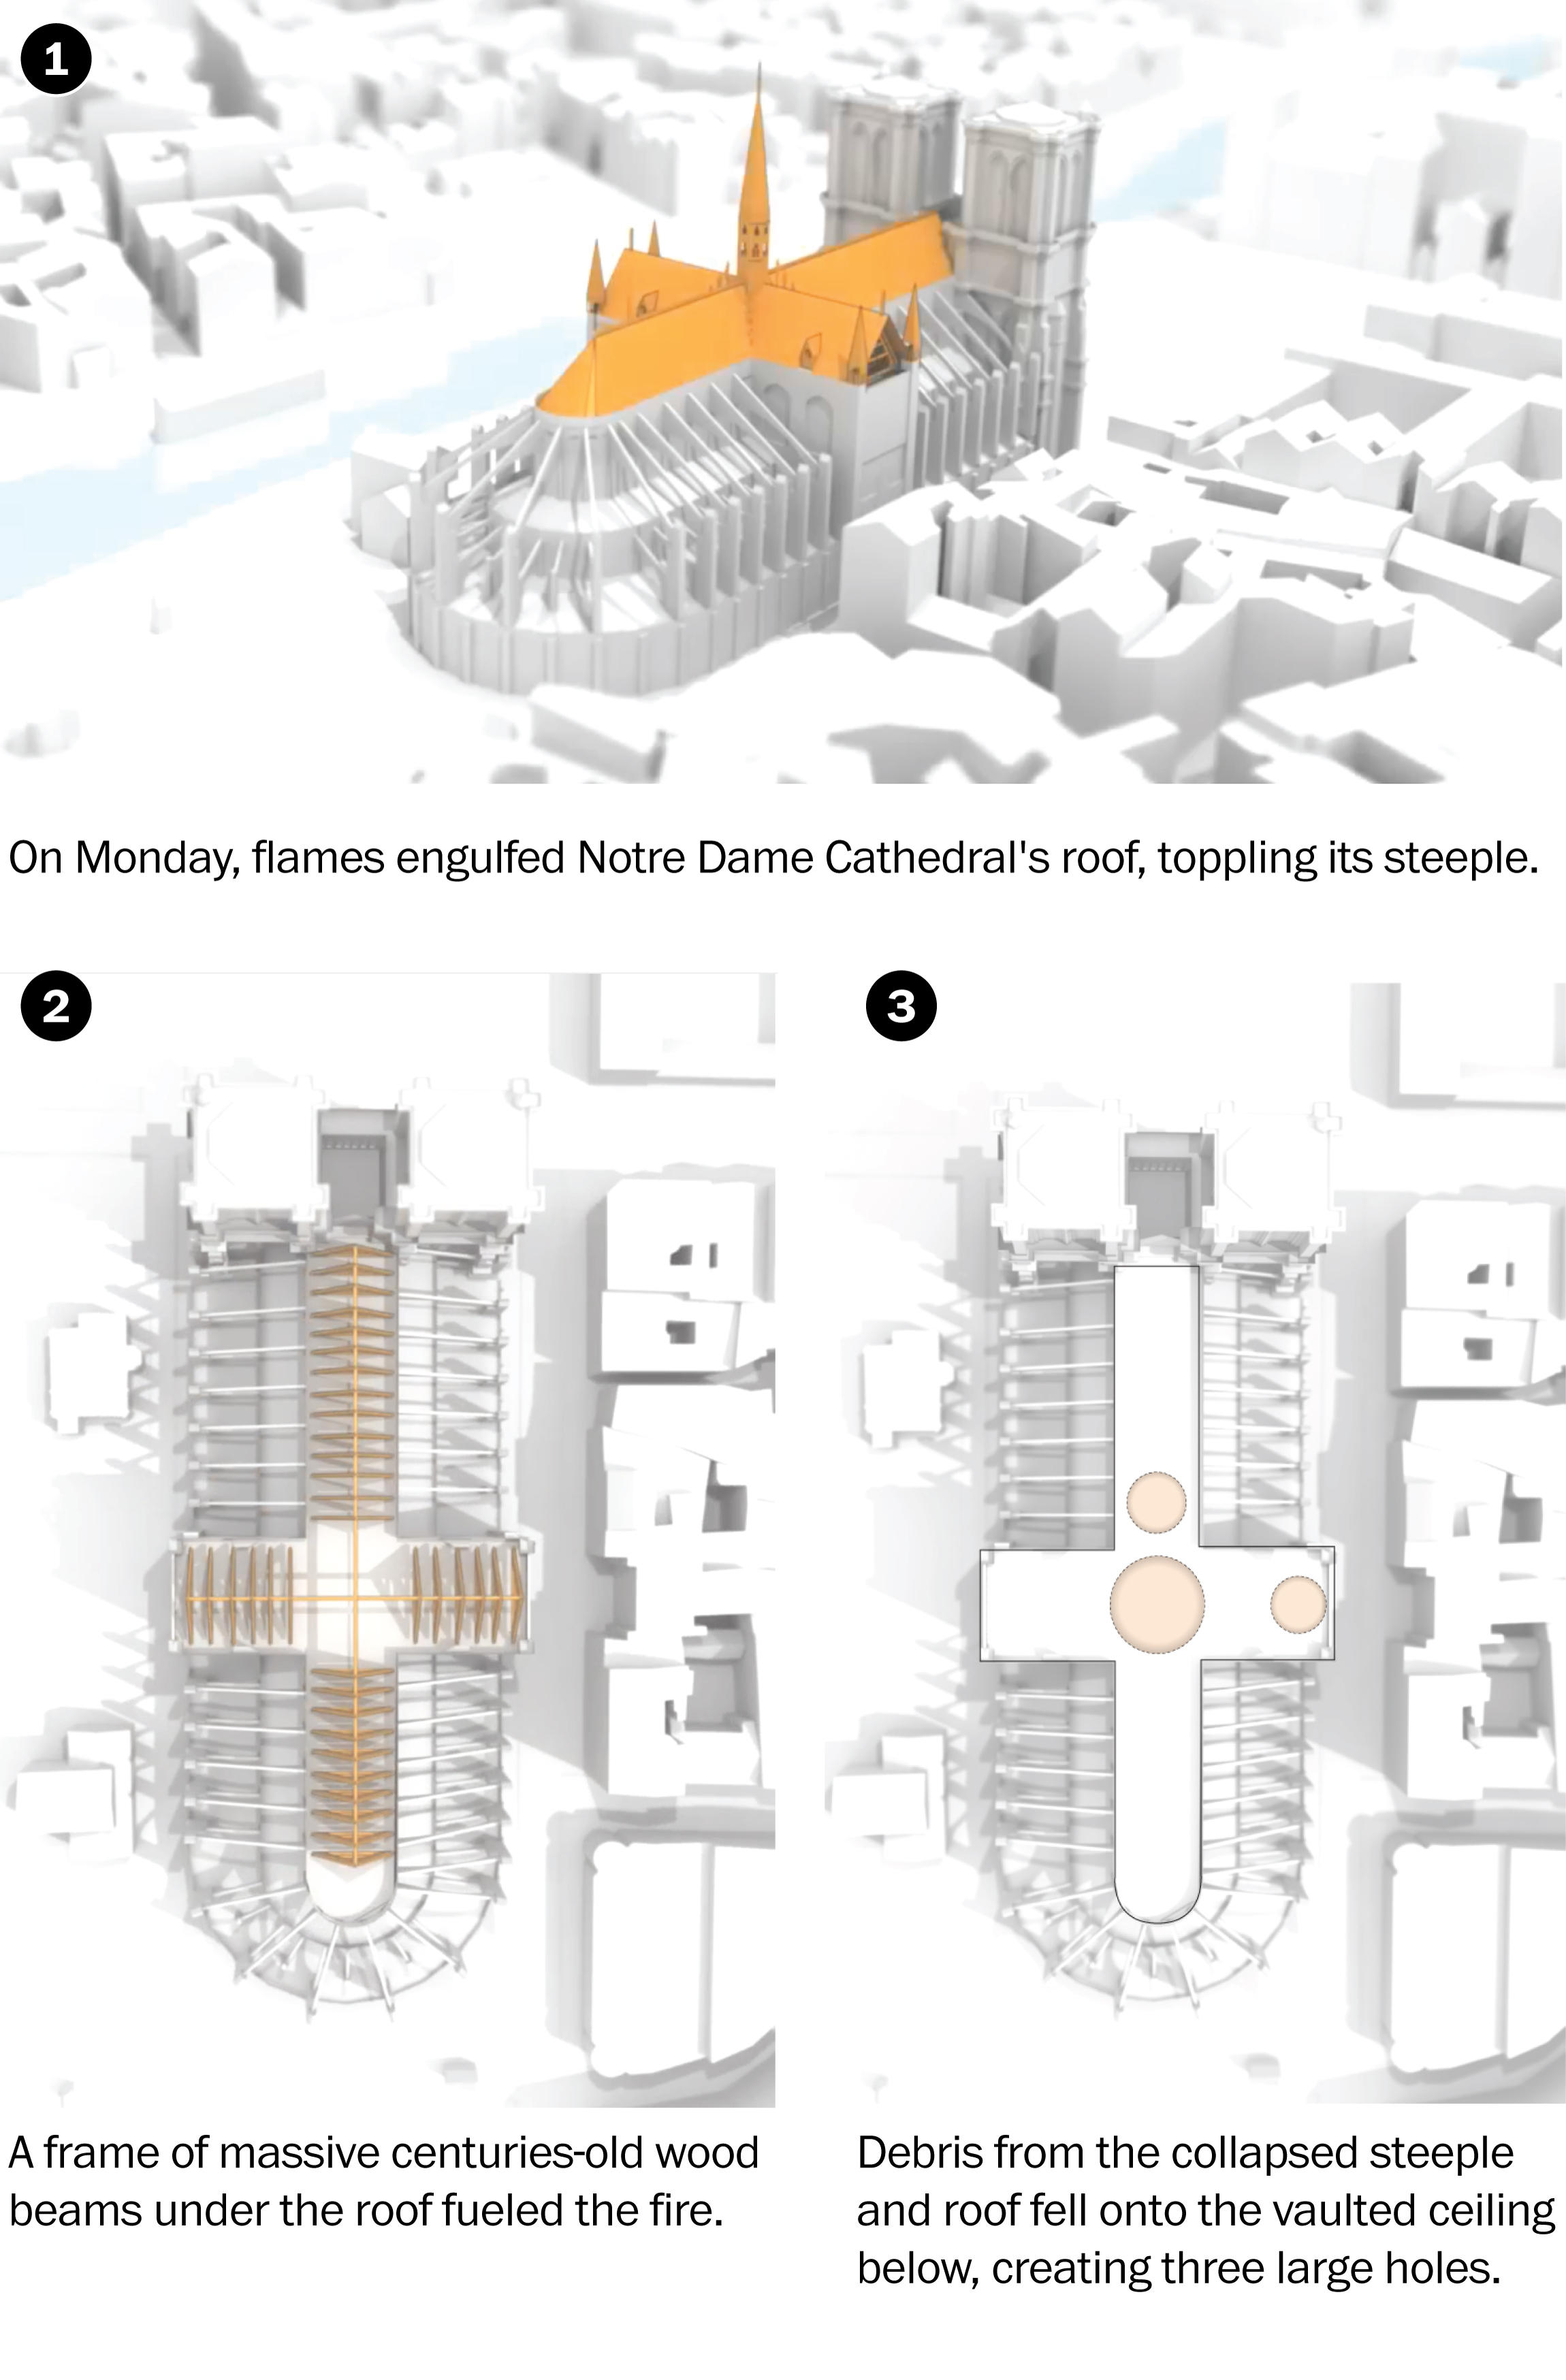 1
On Monday, flames engulfed Notre Dame Cathedral's roof, toppling its steeple.
2
A frame of massive centuries-old wood
beams under the roof fueled the fire.
3
Debris from the collapsed steeple
and roof fell onto the vaulted ceiling
below, creating three large holes.